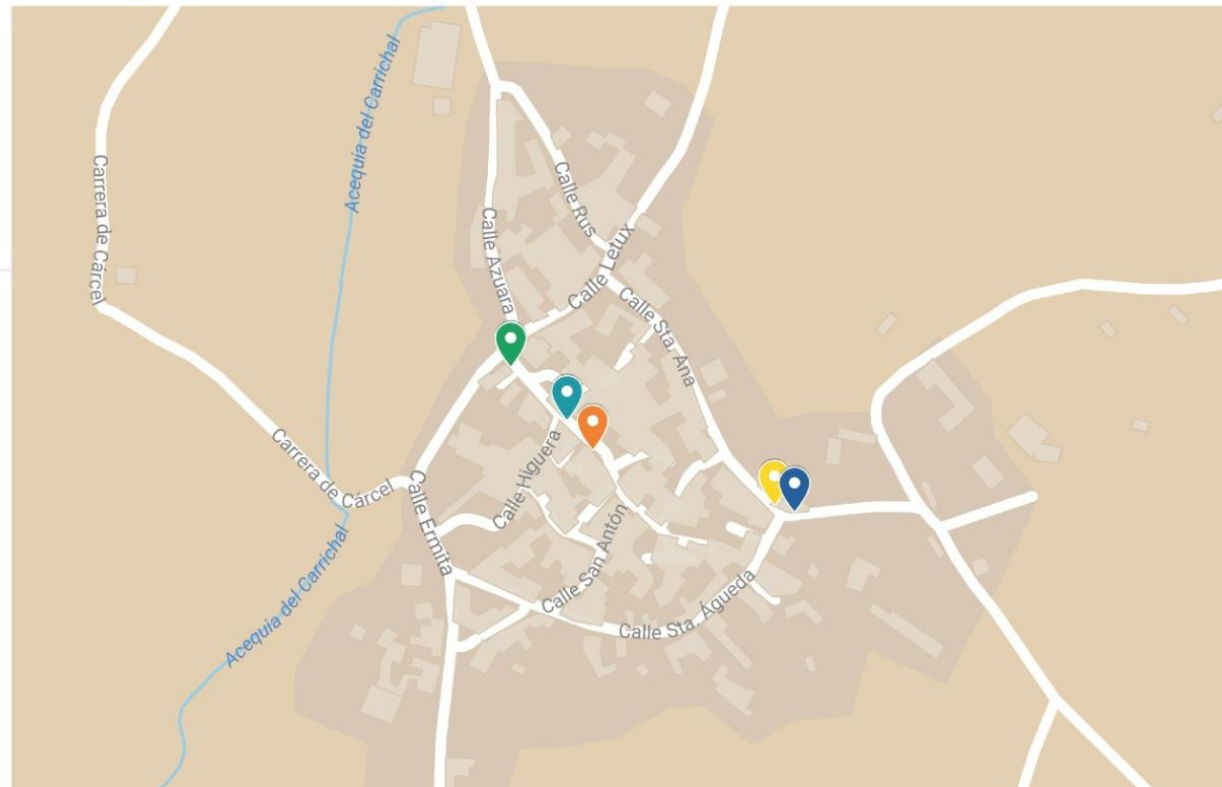 Acequia del Carrichal
Carrera de Cárcel
Calle Rus
Calle Azuara
Calle Letux
Calle Sta. Ana
Calle Higuera
Carrera de Cárcel
Calle Ermita
Calle San Antón
Calle Sta. Águeda
Acequia del Carrichal